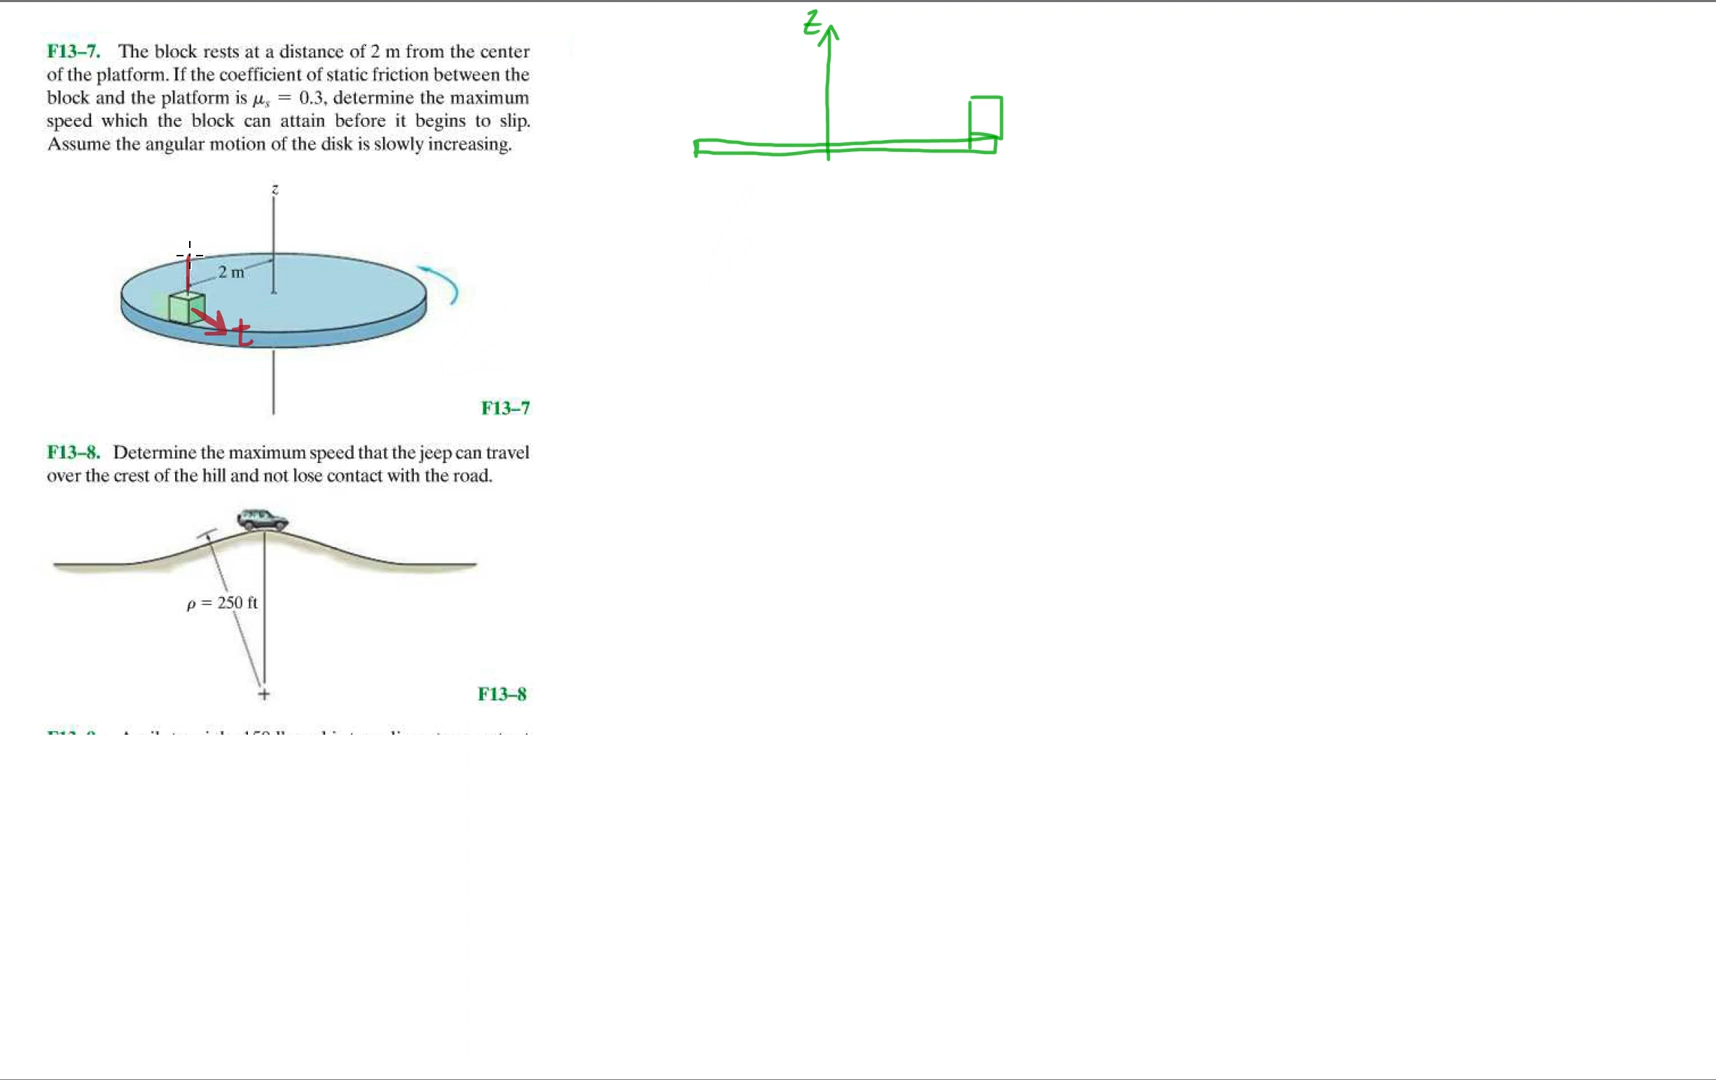 F13–7. The block rests at a distance of 2 m from the center
of the platform. If the coefficient of static friction between the
block and the platform is μs = 0.3, determine the maximum
speed which the block can attain before it begins to slip.
Assume the angular motion of the disk is slowly increasing.
z
2 m
t
F13–7
F13–8. Determine the maximum speed that the jeep can travel
over the crest of the hill and not lose contact with the road.
ρ = 250 ft
F13–8
z